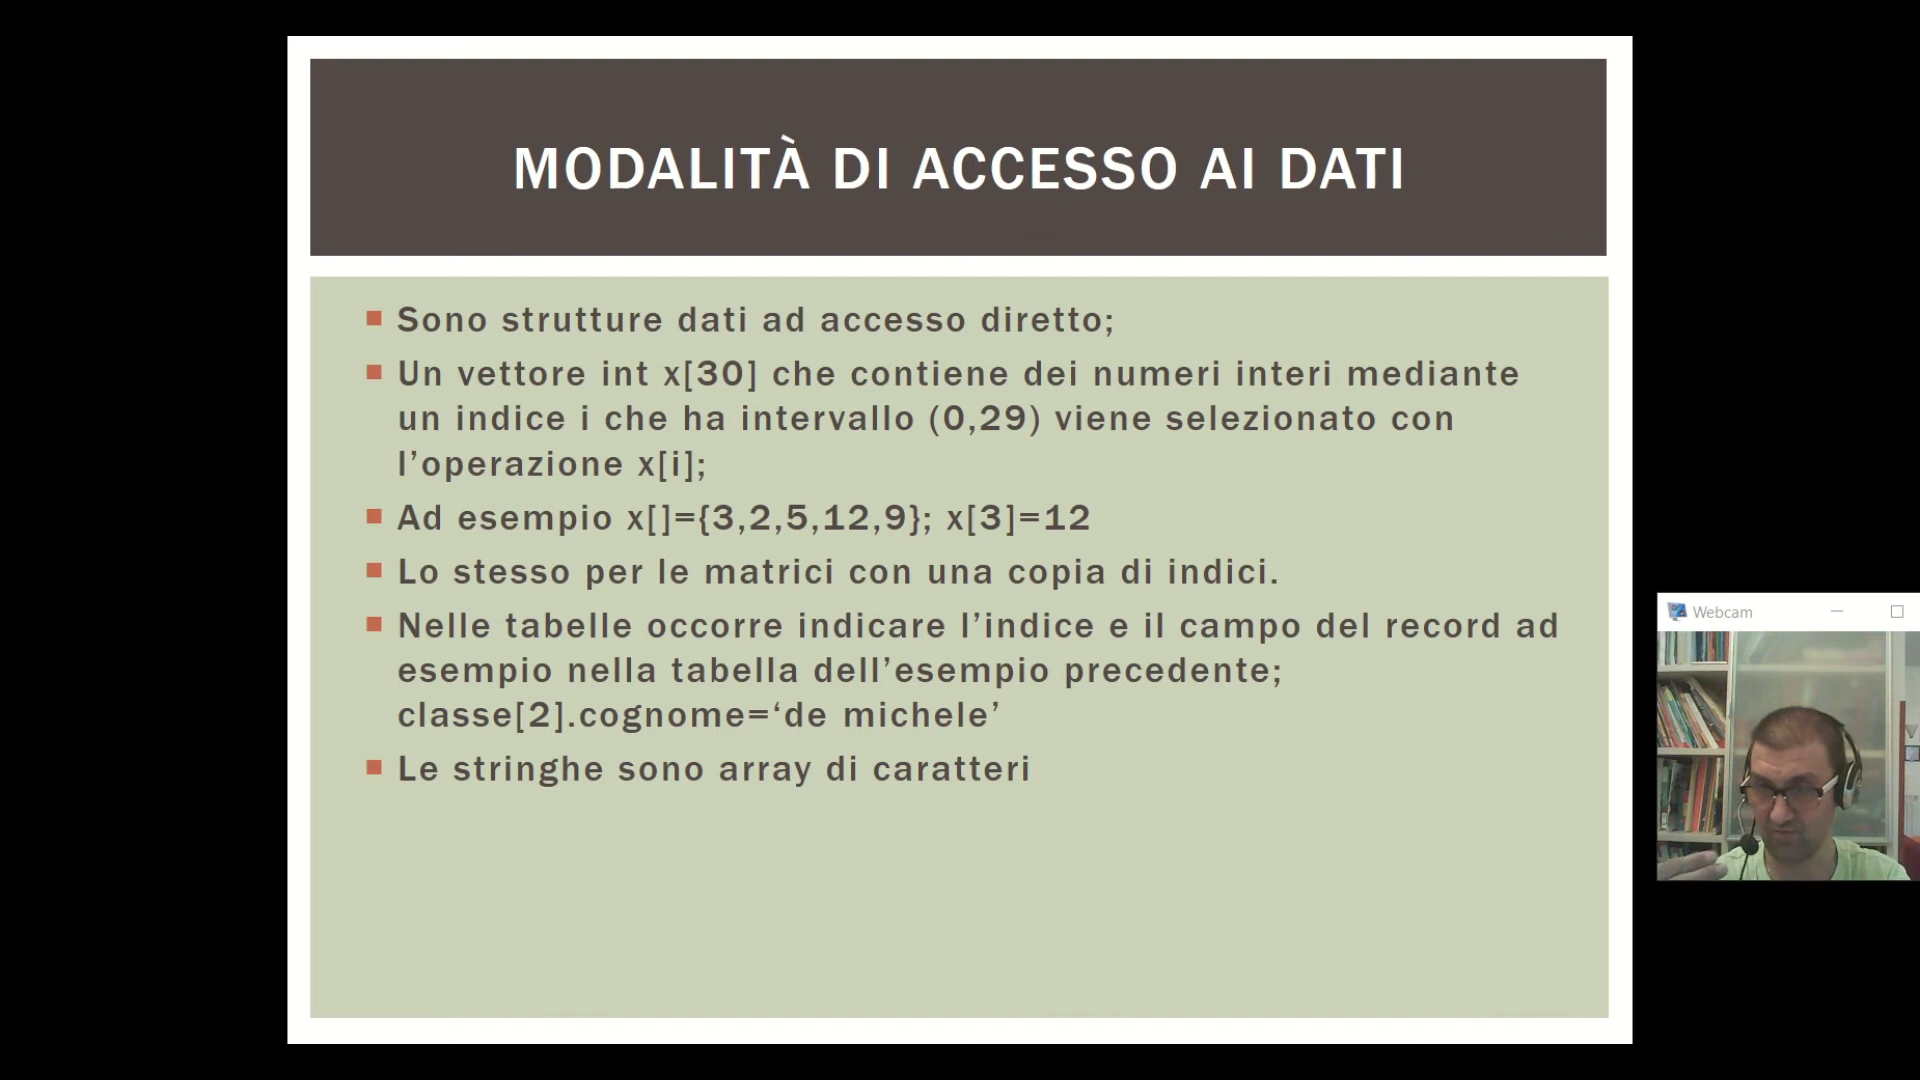 MODALITÀ DI ACCESSO AI DATI
Sono strutture dati ad accesso diretto;
Un vettore int x[30] che contiene dei numeri interi mediante
un indice i che ha intervallo (0,29) viene selezionato con
l’operazione x[i];
Ad esempio x[]={3,2,5,12,9}; x[3]=12
Lo stesso per le matrici con una copia di indici.
Nelle tabelle occorre indicare l’indice e il campo del record ad
esempio nella tabella dell’esempio precedente;
classe[2].cognome=‘de michele’
Le stringhe sono array di caratteri
Webcam